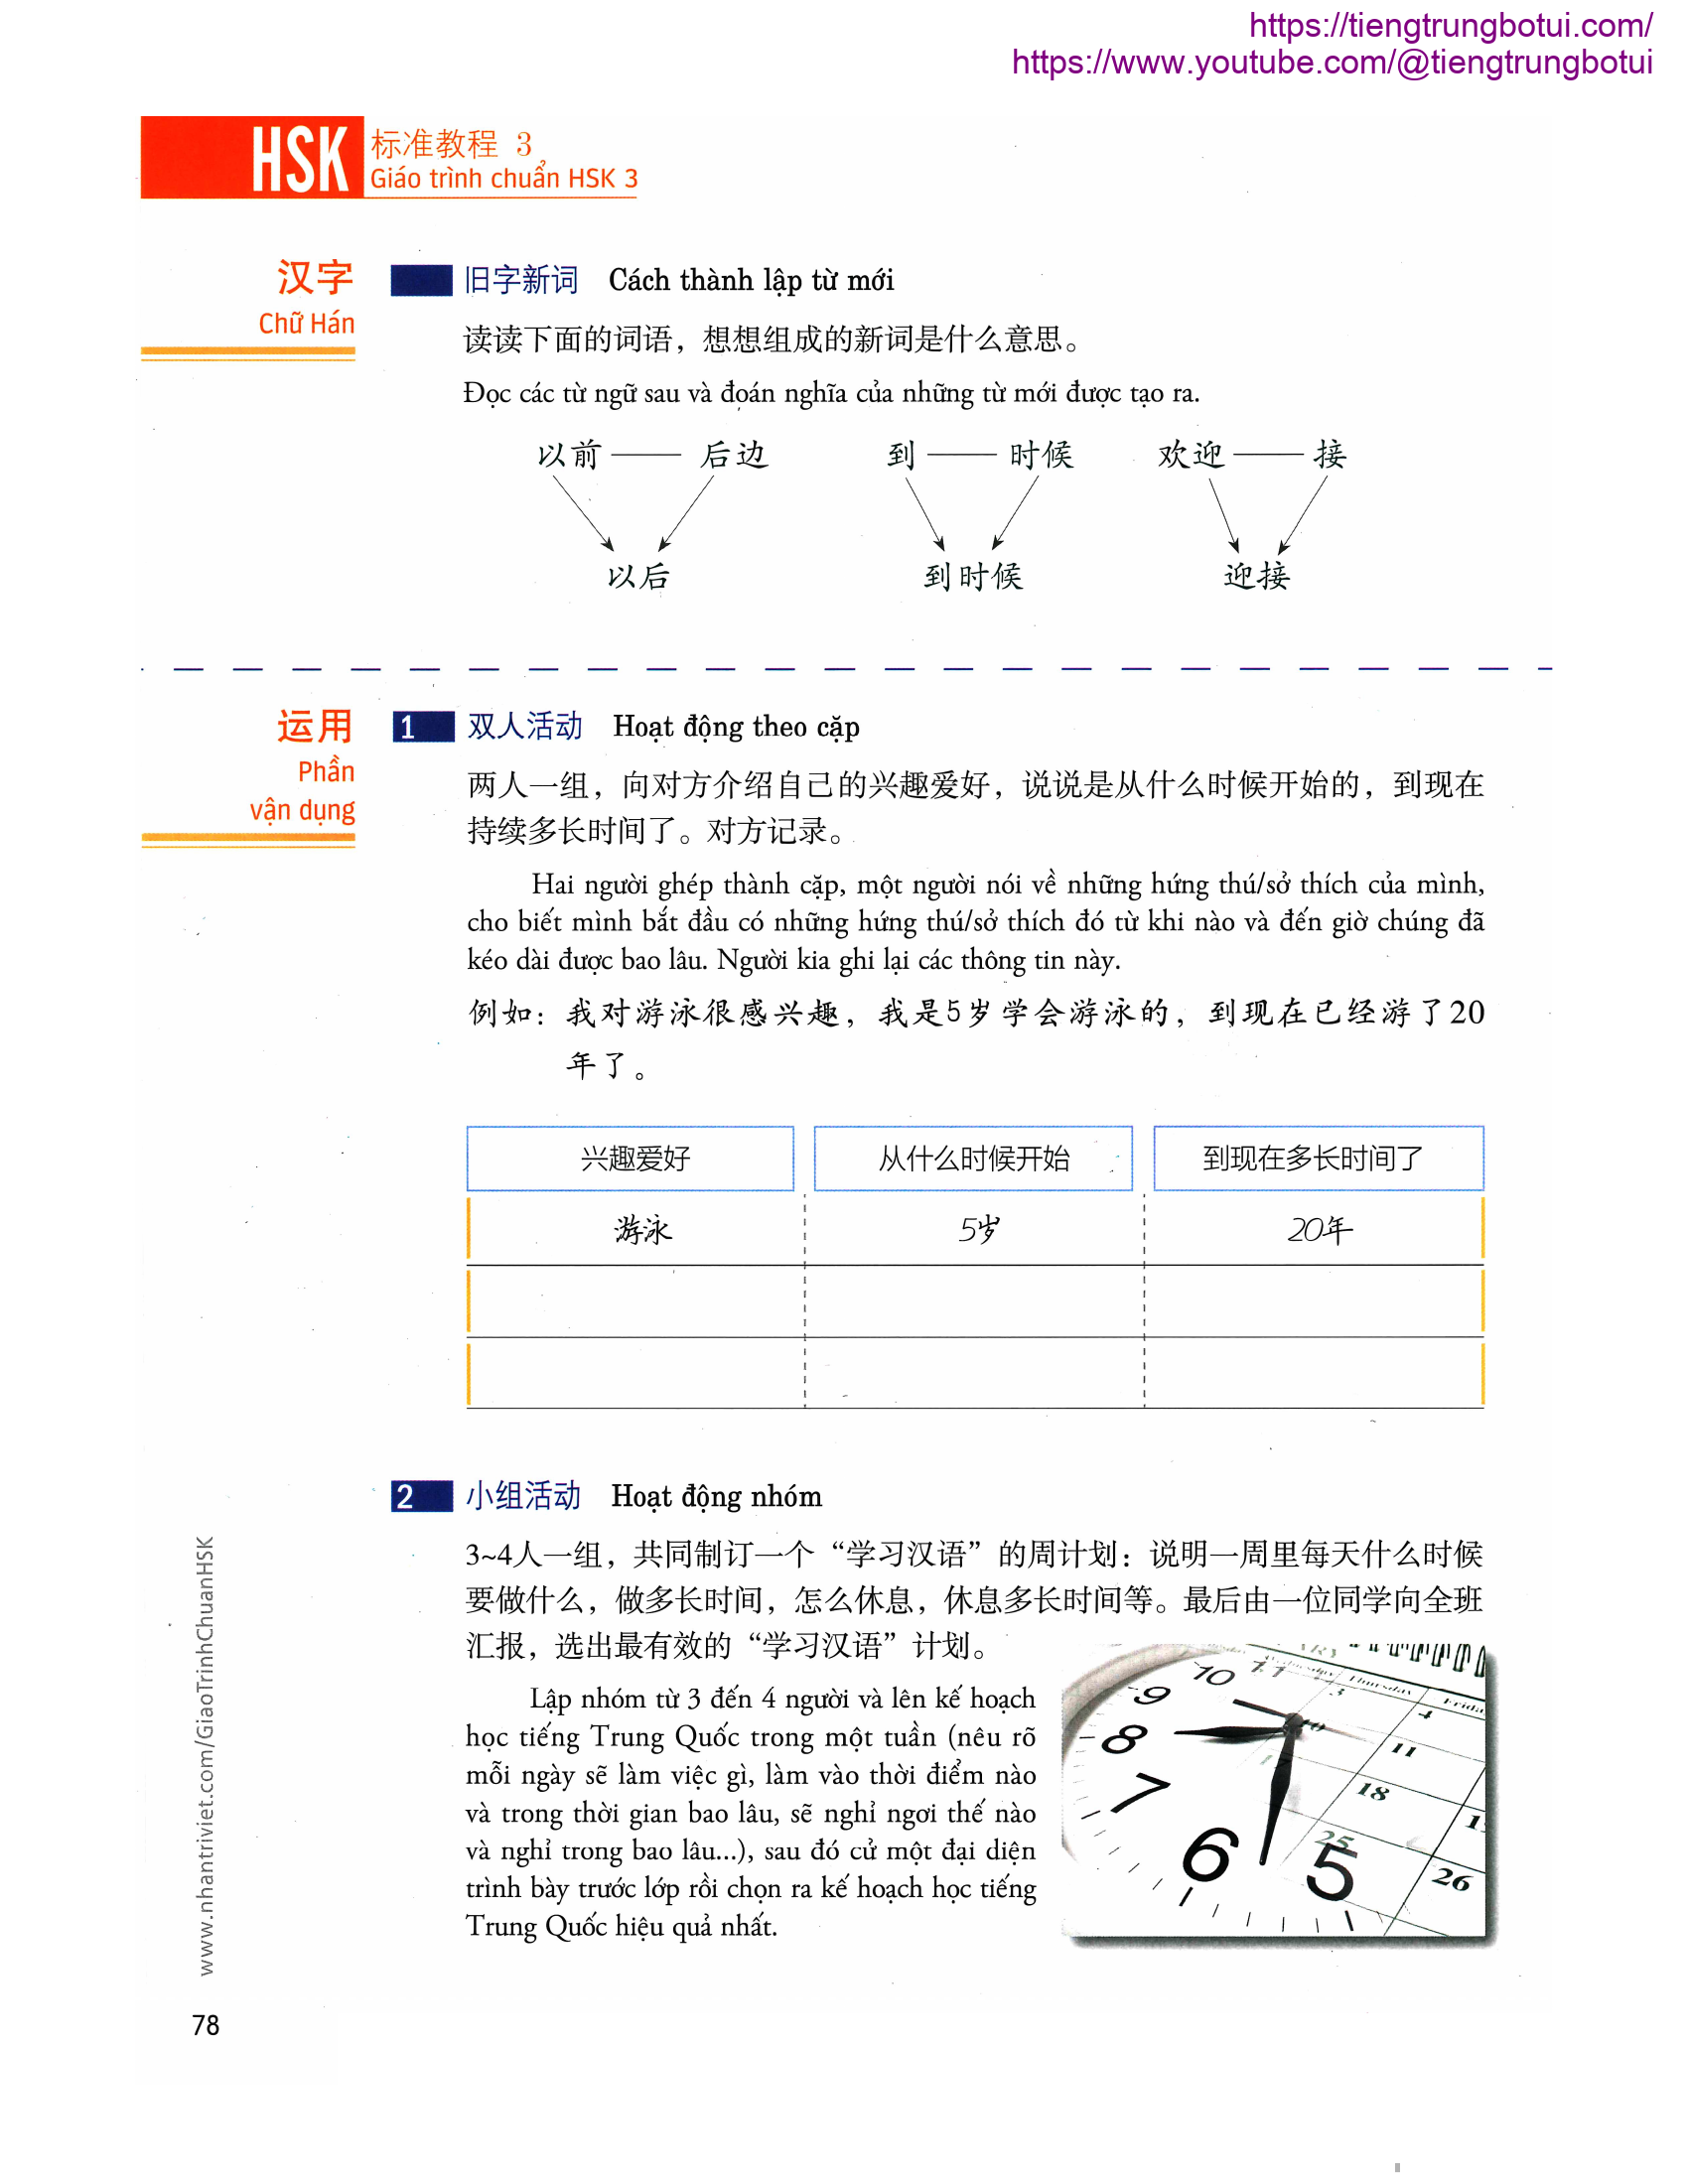 https://tiengtrungbotui.com/
https://www.youtube.com/@tiengtrungbotui
HSK 标准教程 3
Giáo trình chuẩn HSK 3
汉字
Chữ Hán
旧字新词 Cách thành lập từ mới
读读下面的词语，想想组成的新词是什么意思。
Đọc các từ ngữ sau và đoán nghĩa của những từ mới được tạo ra.
以前 后边 到 时候 欢迎 接
以后 到时候 迎接
运用
Phần
vận dụng
1 双人活动 Hoạt động theo cặp
两人一组，向对方介绍自己的兴趣爱好，说说是从什么时候开始的，到现在
持续多长时间了。对方记录。
Hai người ghép thành cặp, một người nói về những hứng thú/sở thích của mình,
cho biết mình bắt đầu có những hứng thú/sở thích đó từ khi nào và đến giờ chúng đã
kéo dài được bao lâu. Người kia ghi lại các thông tin này.
例如：我对游泳很感兴趣，我是5岁学会游泳的，到现在已经游了20
年了。
兴趣爱好 从什么时候开始 到现在多长时间了
游泳 5岁 20年
2 小组活动 Hoạt động nhóm
3~4人一组，共同制订一个“学习汉语”的周计划：说明一周里每天什么时候
要做什么，做多长时间，怎么休息，休息多长时间等。最后由一位同学向全班
汇报，选出最有效的“学习汉语”计划。
Lập nhóm từ 3 đến 4 người và lên kế hoạch
học tiếng Trung Quốc trong một tuần (nêu rõ
mỗi ngày sẽ làm việc gì, làm vào thời điểm nào
và trong thời gian bao lâu, sẽ nghỉ ngơi thế nào
và nghỉ trong bao lâu...), sau đó cử một đại diện
trình bày trước lớp rồi chọn ra kế hoạch học tiếng
Trung Quốc hiệu quả nhất.
10 11
9
8
7
6
5
Thursday
3 4
11
18
25 26
www.nhantriviet.com/GiaoTrinhChuanHSK
78